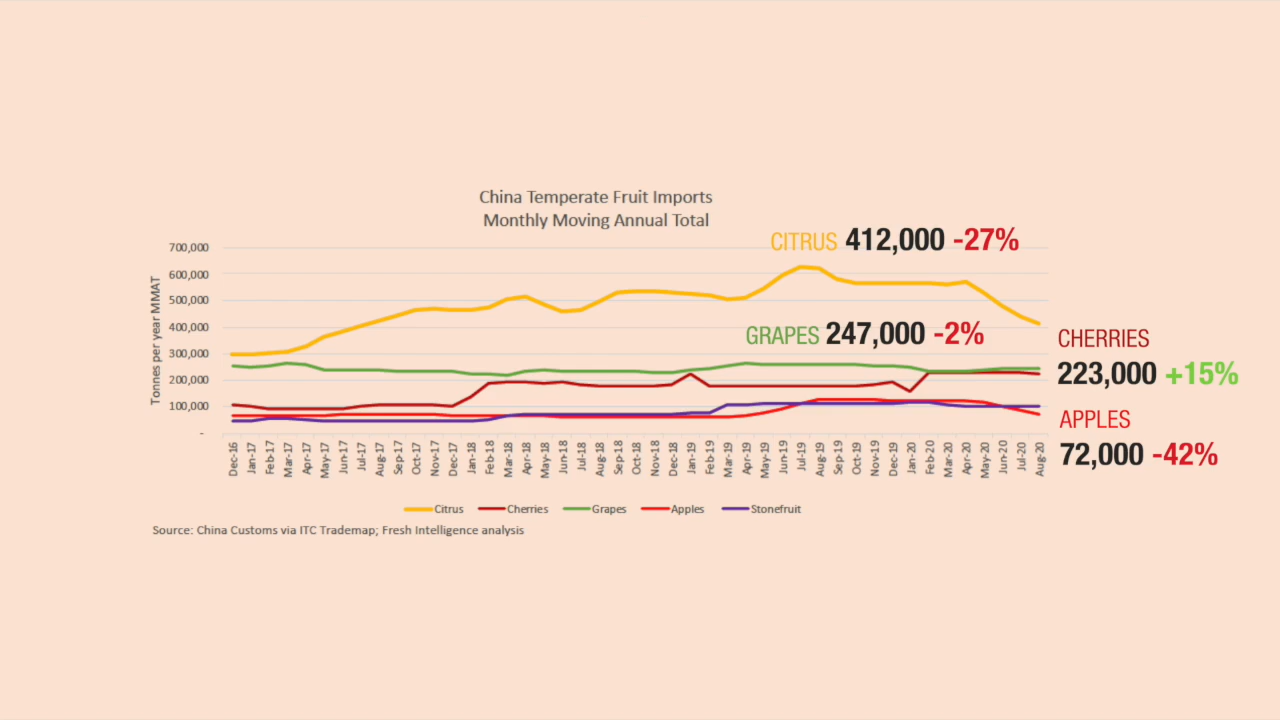 China Temperate Fruit Imports
Monthly Moving Annual Total
CITRUS 412,000 -27%
GRAPES 247,000 -2%
CHERRIES
223,000 +15%
APPLES
72,000 -42%
Tonnes per year MMAT
700,000
600,000
500,000
400,000
300,000
200,000
100,000
-
Dec-16
Jan-17
Feb-17
Mar-17
Apr-17
May-17
Jun-17
Jul-17
Aug-17
Sep-17
Oct-17
Nov-17
Dec-17
Jan-18
Feb-18
Mar-18
Apr-18
May-18
Jun-18
Jul-18
Aug-18
Sep-18
Oct-18
Nov-18
Dec-18
Jan-19
Feb-19
Mar-19
Apr-19
May-19
Jun-19
Jul-19
Aug-19
Sep-19
Oct-19
Nov-19
Dec-19
Jan-20
Feb-20
Mar-20
Apr-20
May-20
Jun-20
Jul-20
Aug-20
Citrus Cherries Grapes Apples Stonefruit
Source: China Customs via ITC Trademap; Fresh Intelligence analysis